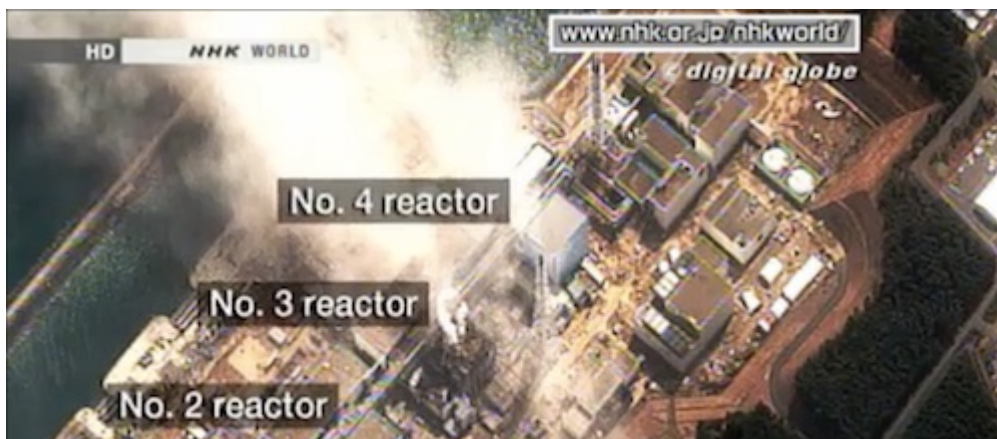 HD NHK WORLD
www.nhk.or.jp/nhkworld/
© digital globe
No. 4 reactor
No. 3 reactor
No. 2 reactor